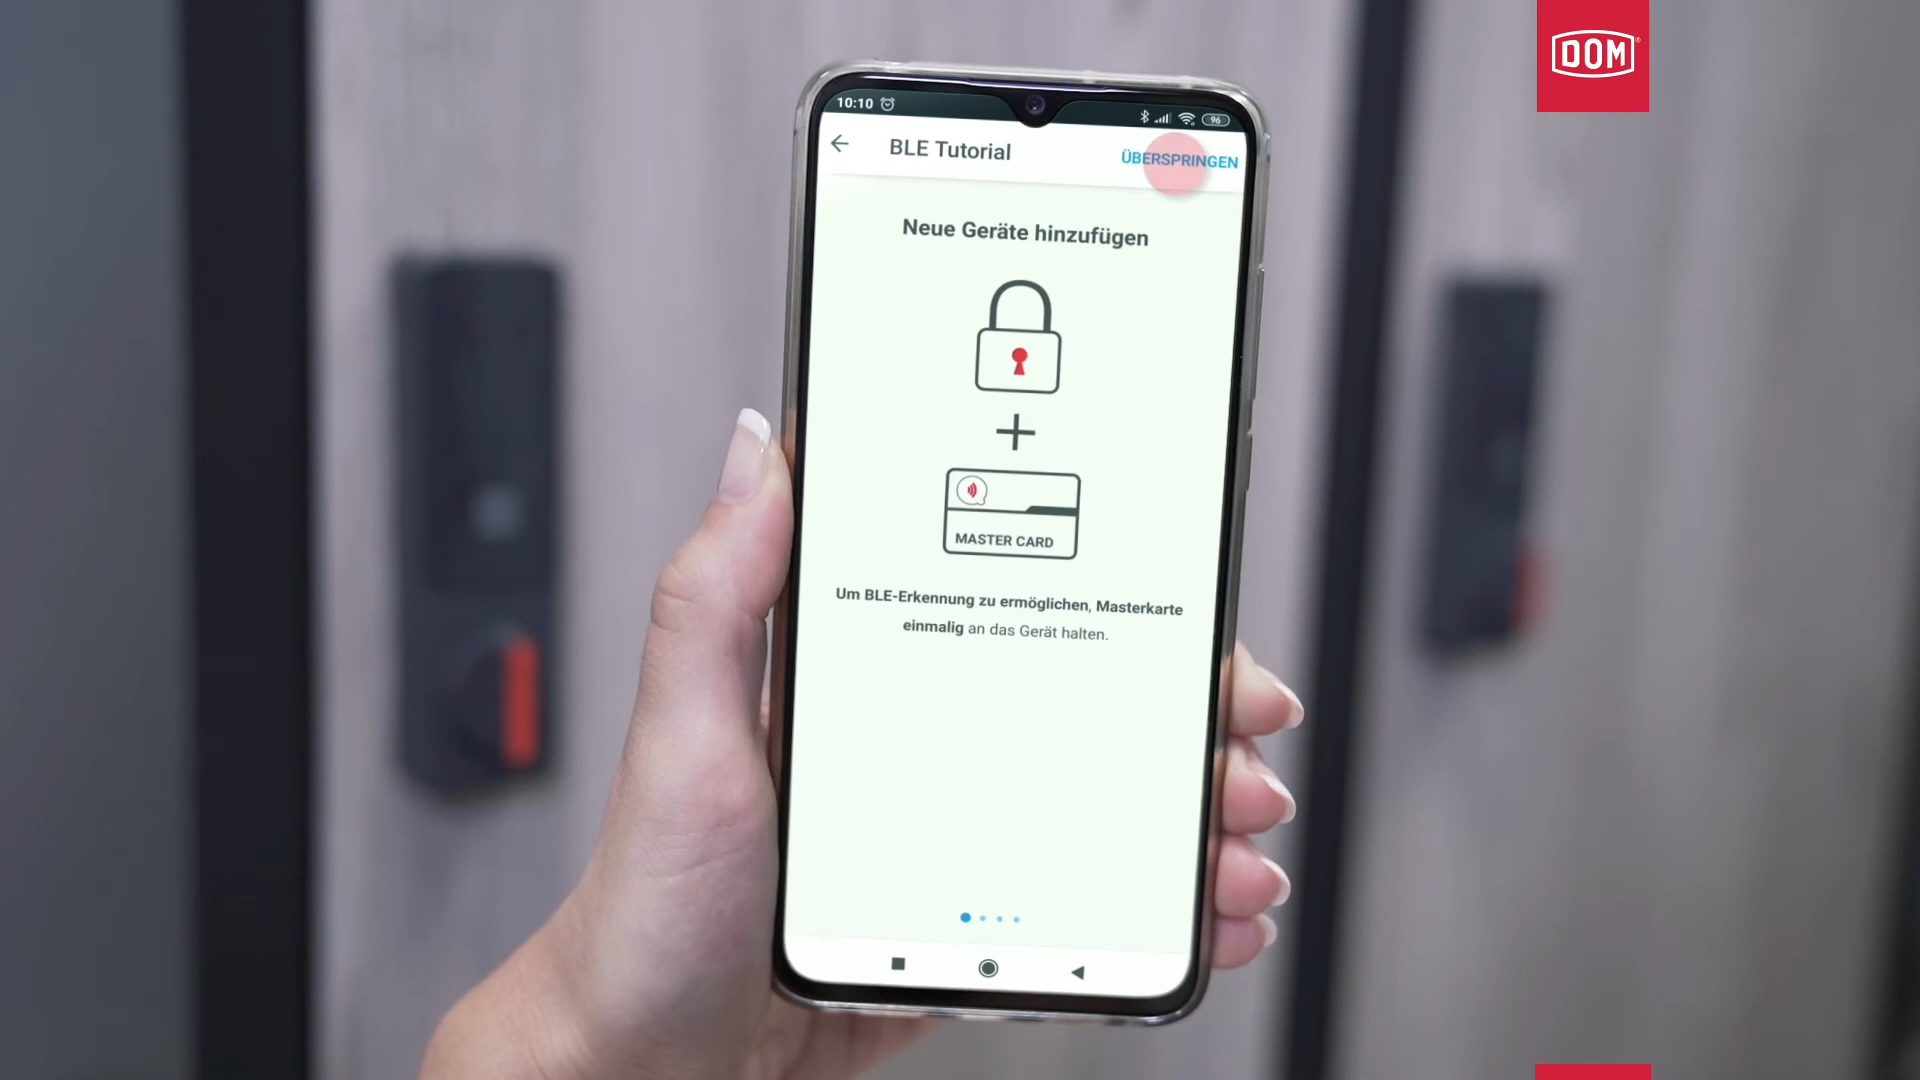 DOM®
10:10
96
BLE Tutorial
ÜBERSPRINGEN
Neue Geräte hinzufügen
MASTER CARD
Um BLE-Erkennung zu ermöglichen, Masterkarte
einmalig an das Gerät halten.